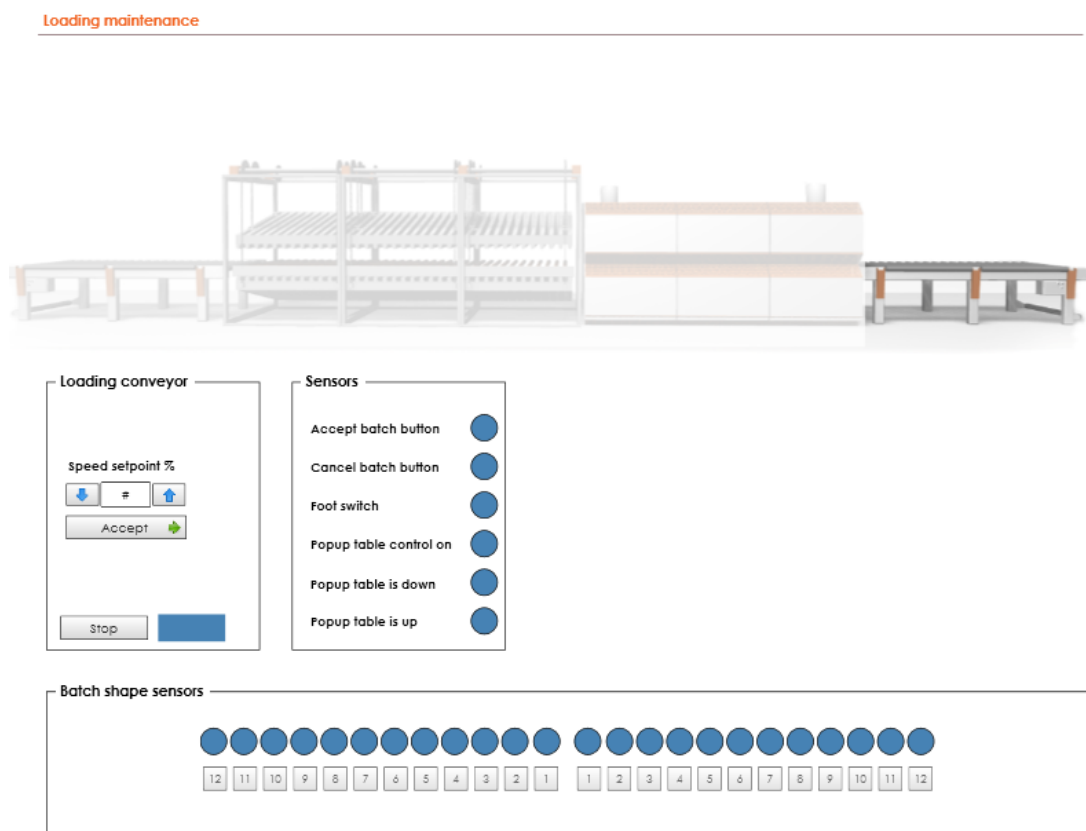 Loading maintenance
Loading conveyor
Speed setpoint %
#
Accept
Stop
Sensors
Accept batch button
Cancel batch button
Foot switch
Popup table control on
Popup table is down
Popup table is up
Batch shape sensors
12 11 10 9 8 7 6 5 4 3 2 1 1 2 3 4 5 6 7 8 9 10 11 12